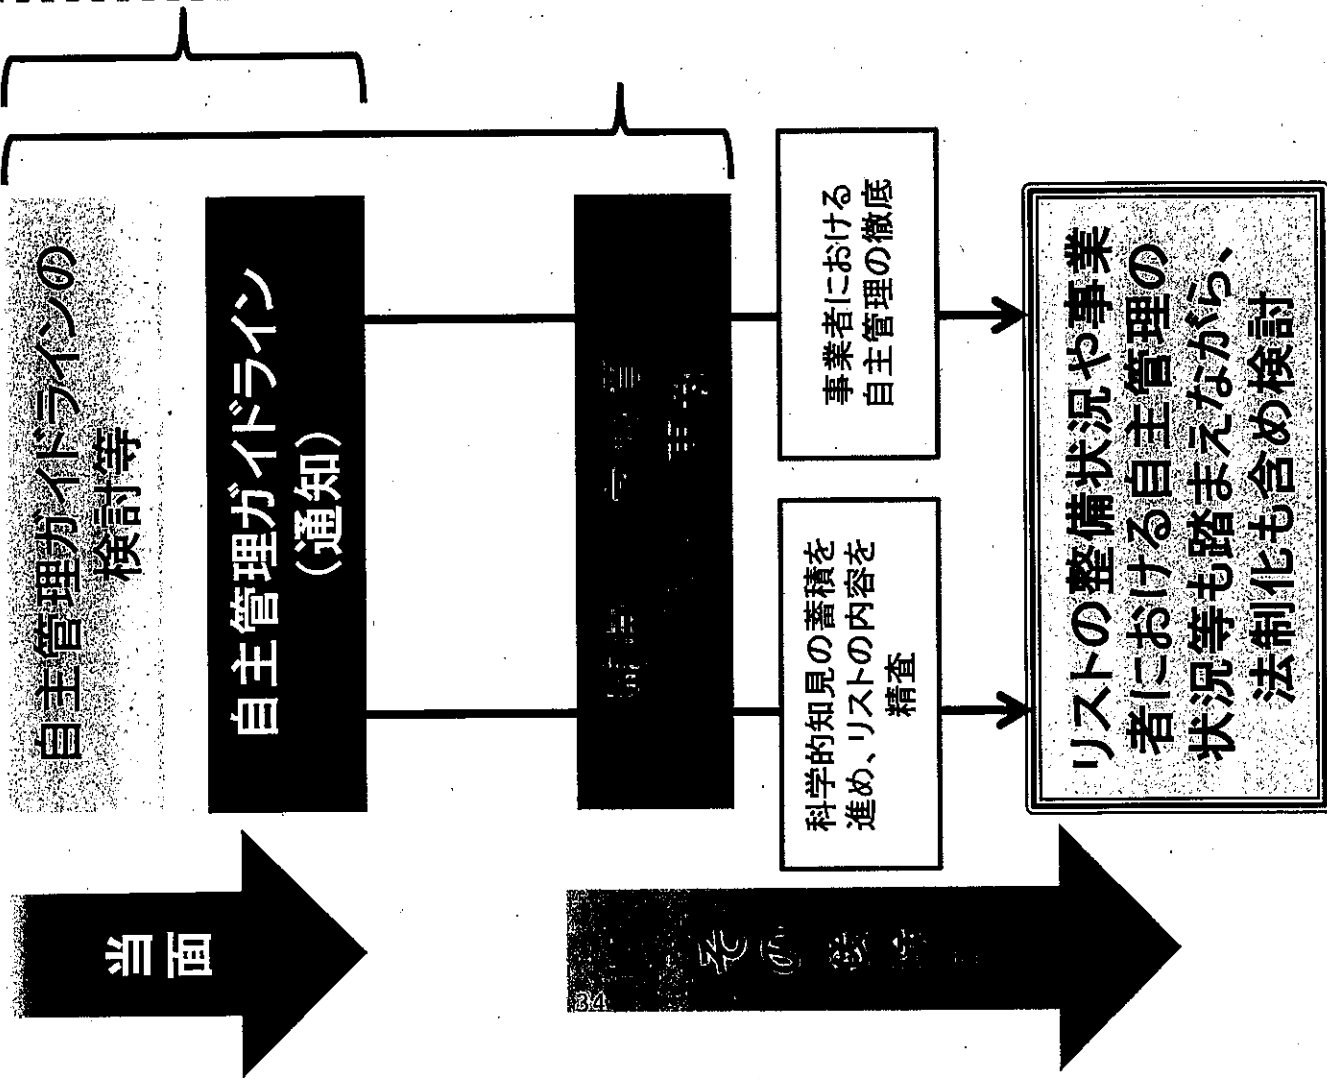 自主管理ガイドラインの
検討等
自主管理ガイドライン
（通知）
事業者における
自主管理の徹底
科学的知見の蓄積を
進め、リストの内容を
精査
リストの整備状況や事業
者における自主管理の
状況等も踏まえながら、
法制化も含め検討
当面
その後
34